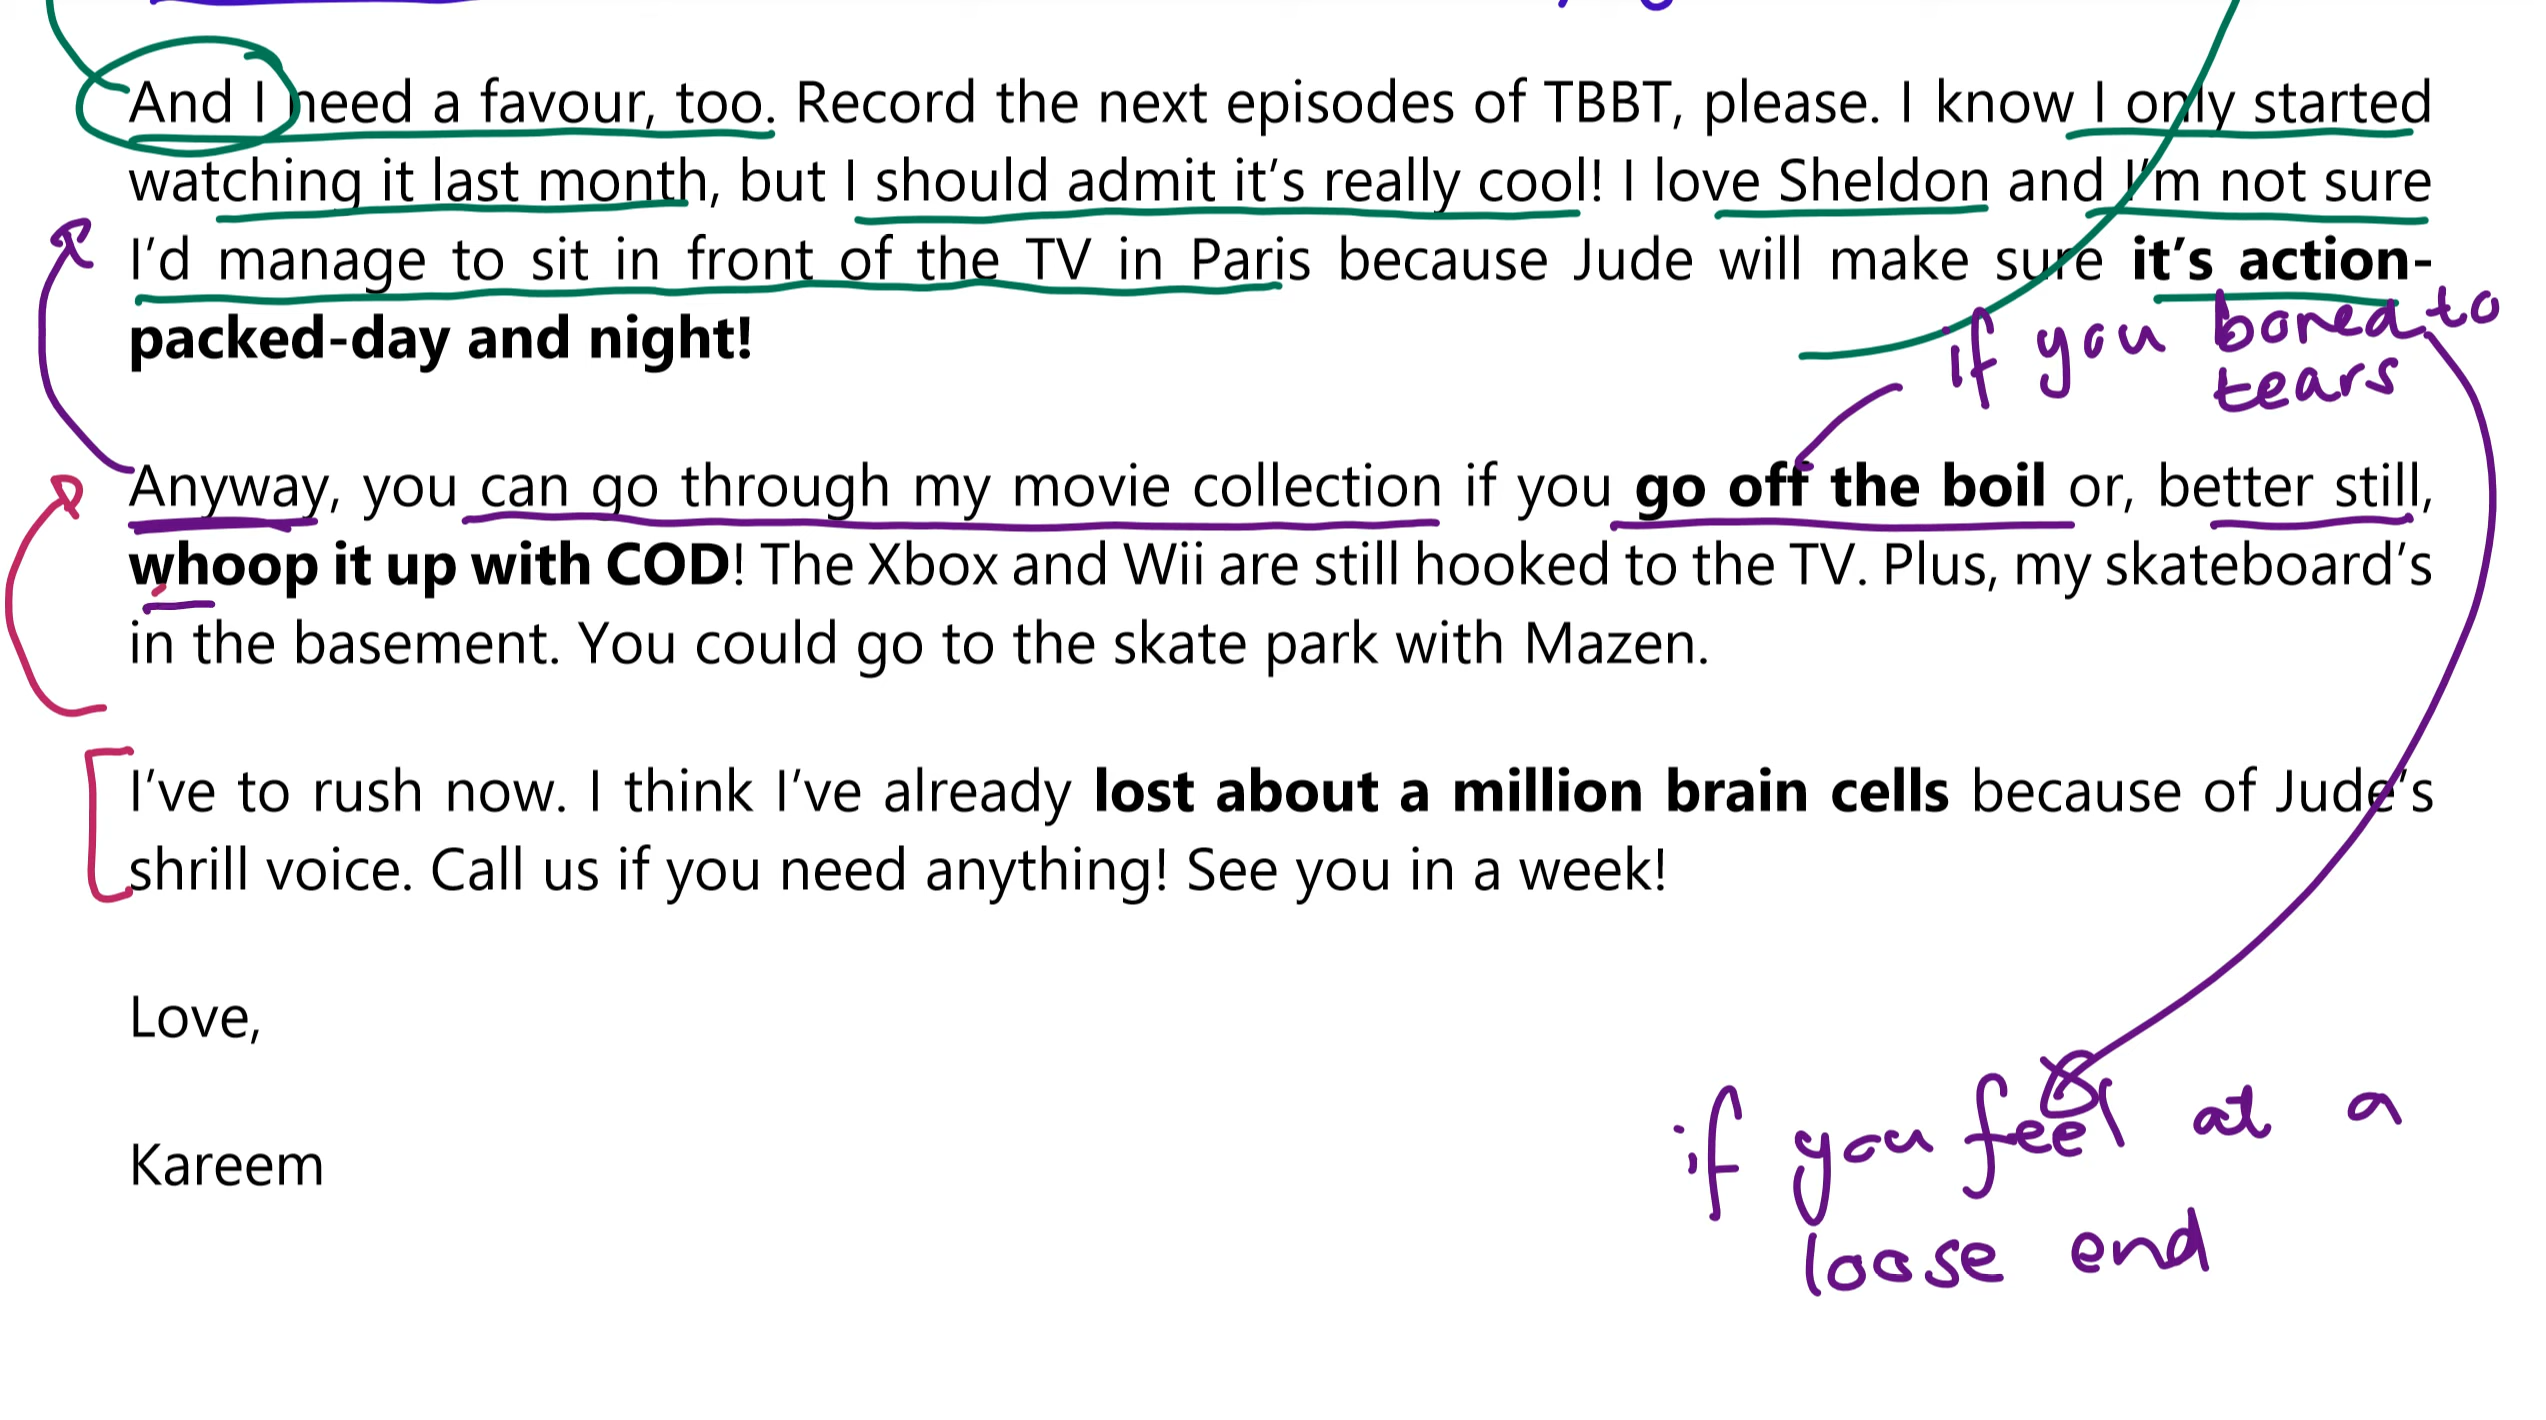 And I need a favour, too. Record the next episodes of TBBT, please. I know I only started
watching it last month, but I should admit it's really cool! I love Sheldon and I'm not sure
I'd manage to sit in front of the TV in Paris because Jude will make sure it's action-
packed-day and night!
if you bored to
tears
Anyway, you can go through my movie collection if you go off the boil or, better still,
whoop it up with COD! The Xbox and Wii are still hooked to the TV. Plus, my skateboard's
in the basement. You could go to the skate park with Mazen.
I've to rush now. I think I've already lost about a million brain cells because of Jude's
shrill voice. Call us if you need anything! See you in a week!
Love,
Kareem
if you feel at a
loose end